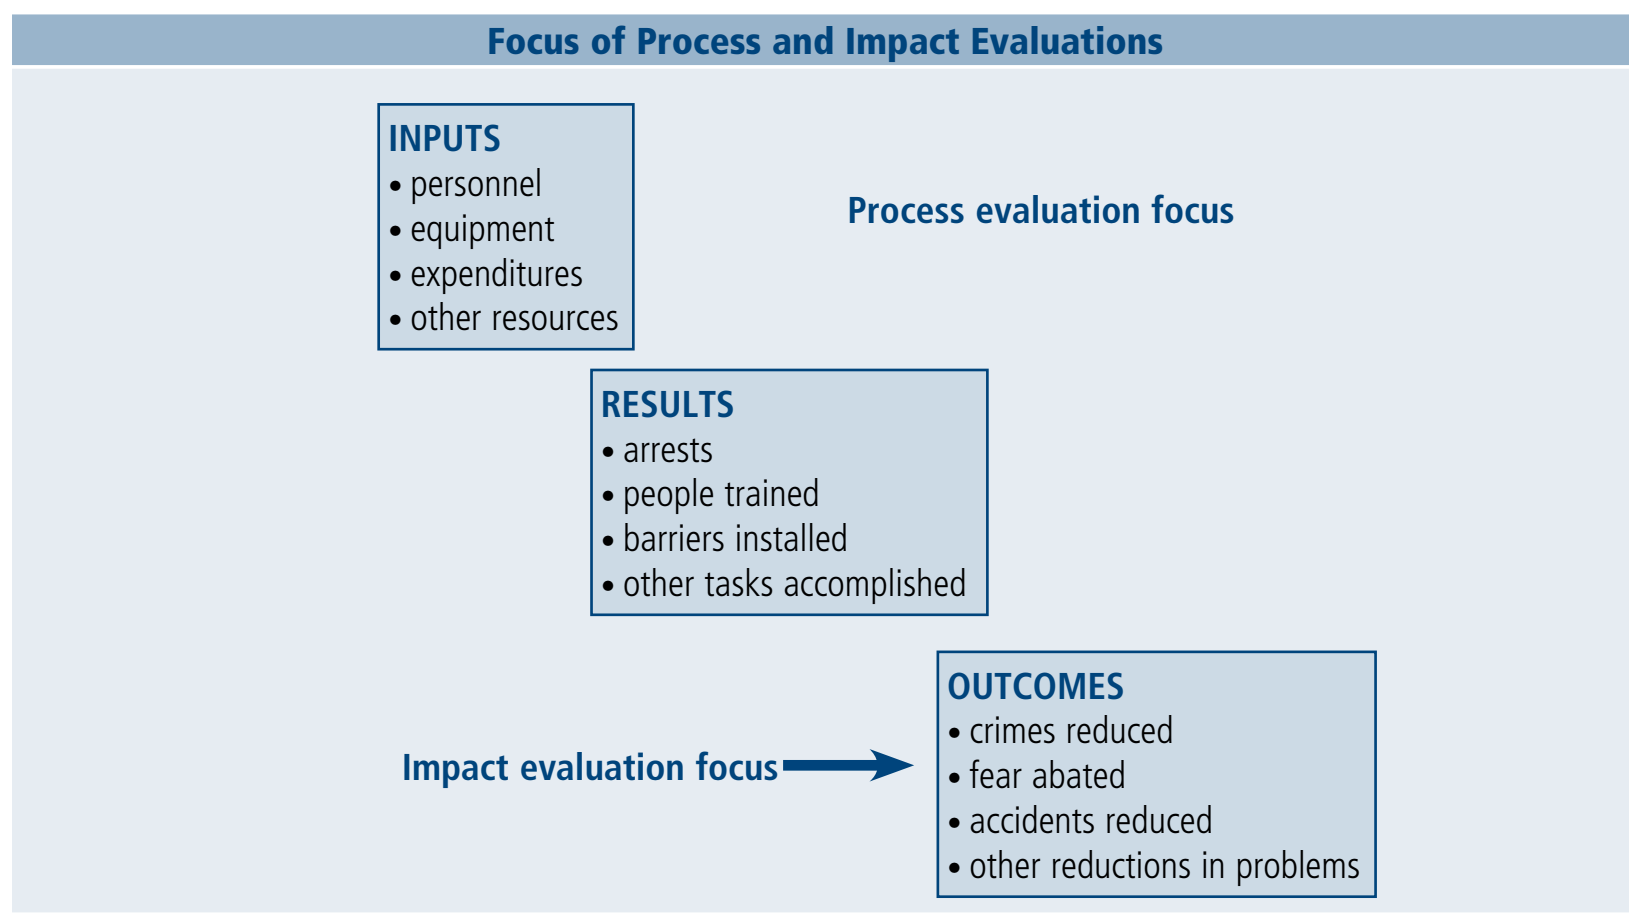 Focus of Process and Impact Evaluations
INPUTS
• personnel
• equipment
• expenditures
• other resources
Process evaluation focus
RESULTS
• arrests
• people trained
• barriers installed
• other tasks accomplished
Impact evaluation focus
OUTCOMES
• crimes reduced
• fear abated
• accidents reduced
• other reductions in problems